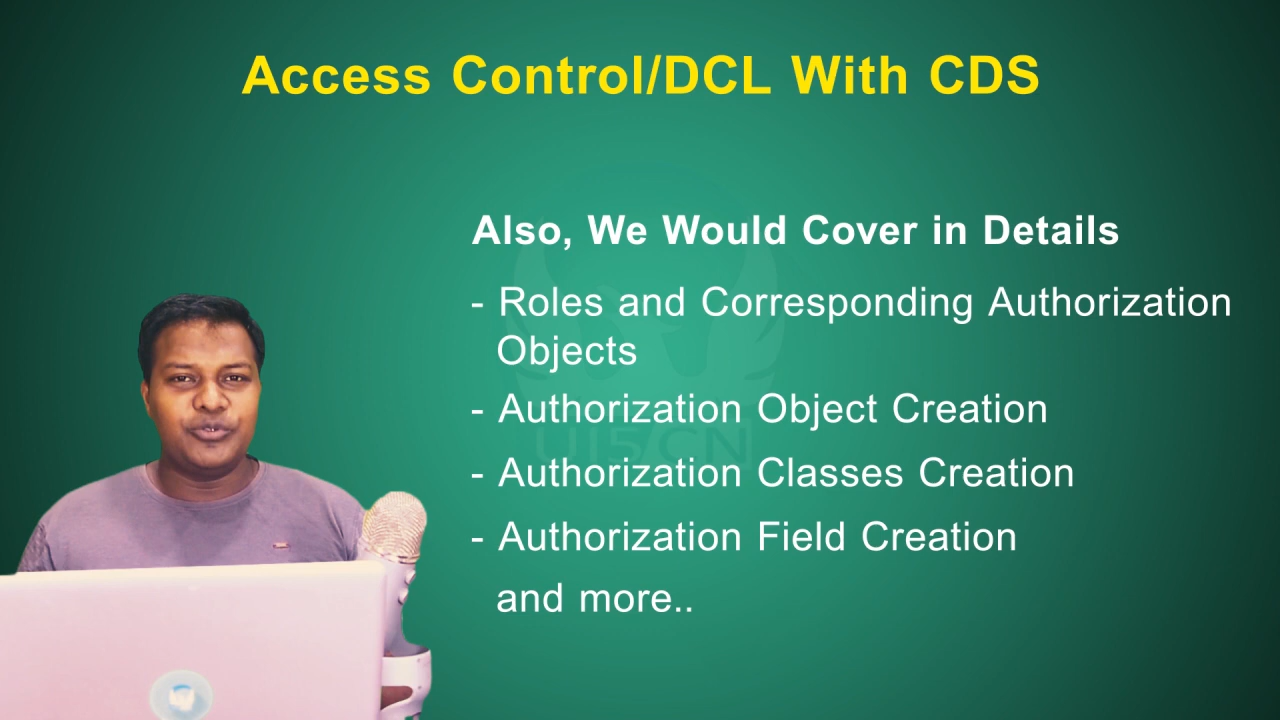 Access Control/DCL With CDS
Also, We Would Cover in Details
- Roles and Corresponding Authorization
Objects
- Authorization Object Creation
- Authorization Classes Creation
- Authorization Field Creation
and more..
UI5CN